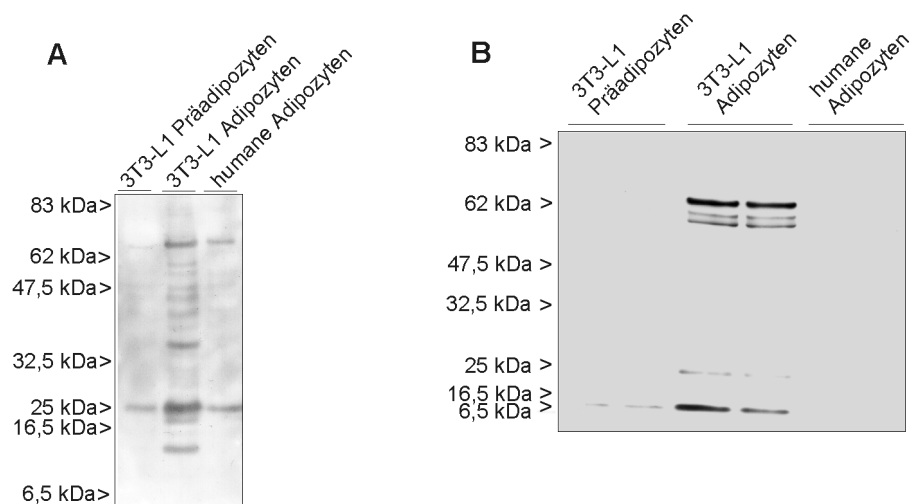 A
3T3-L1 Präadipozyten
3T3-L1 Adipozyten
humane Adipozyten
83 kDa>
62 kDa>
47,5 kDa>
32,5 kDa>
25 kDa>
16,5 kDa>
6,5 kDa>
B
3T3-L1
Präadipozyten
3T3-L1
Adipozyten
humane
Adipozyten
83 kDa >
62 kDa >
47,5 kDa >
32,5 kDa >
25 kDa >
16,5 kDa >
6,5 kDa >